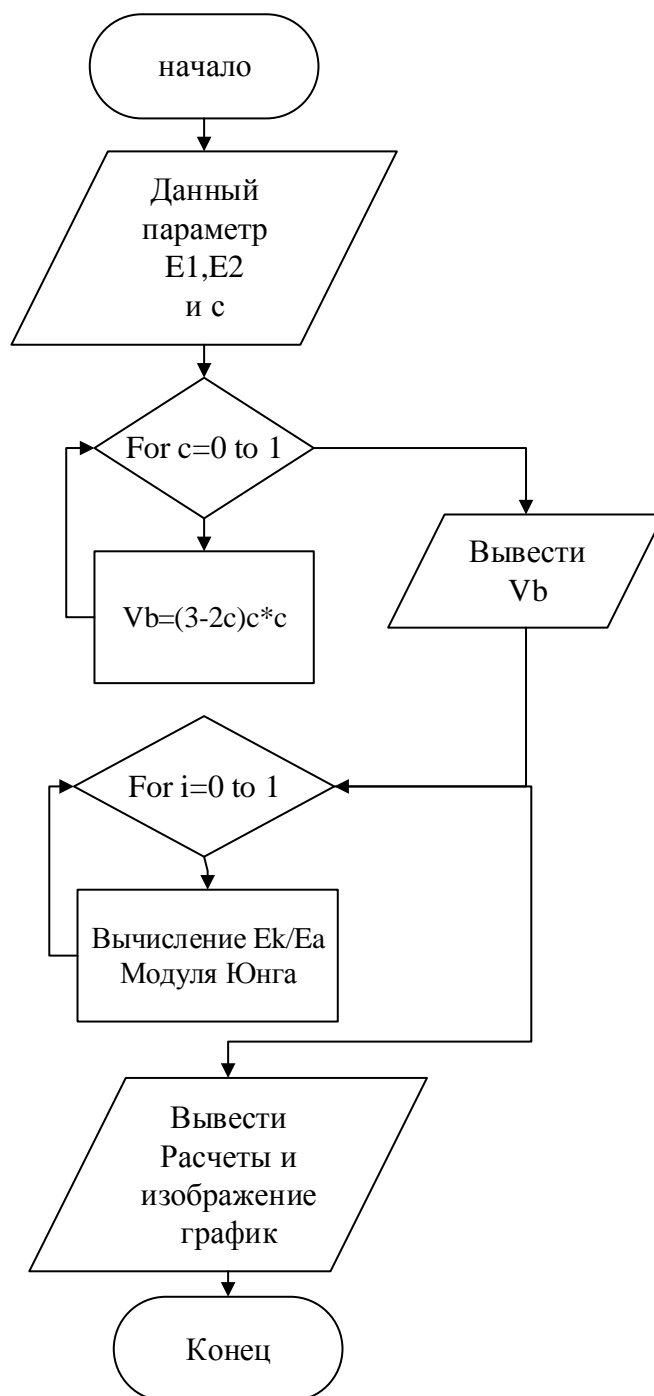 начало
Данный
параметр
E1,E2
и с
For c=0 to 1
Vb=(3-2c)c*c
Вывести
Vb
For i=0 to 1
Вычисление Ek/Ea
Модуля Юнга
Вывести
Расчеты и
изображение
график
Конец